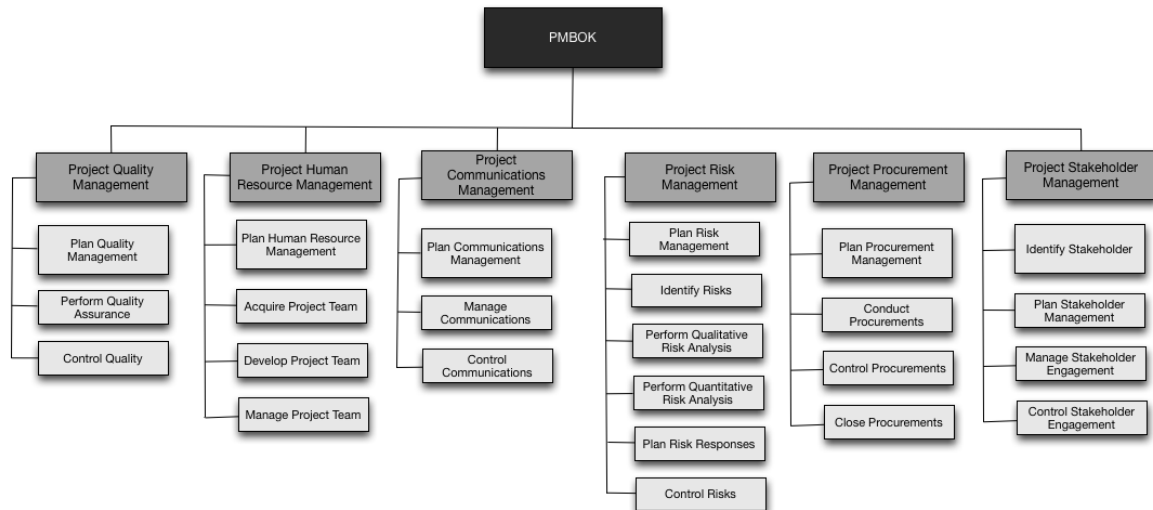 PMBOK
Project Quality
Management
Plan Quality
Management
Perform Quality
Assurance
Control Quality
Project Human
Resource Management
Plan Human Resource
Management
Acquire Project Team
Develop Project Team
Manage Project Team
Project
Communications
Management
Plan Communications
Management
Manage
Communications
Control
Communications
Project Risk
Management
Plan Risk
Management
Identify Risks
Perform Qualitative
Risk Analysis
Perform Quantitative
Risk Analysis
Plan Risk Responses
Control Risks
Project Procurement
Management
Plan Procurement
Management
Conduct
Procurements
Control Procurements
Close Procurements
Project Stakeholder
Management
Identify Stakeholder
Plan Stakeholder
Management
Manage Stakeholder
Engagement
Control Stakeholder
Engagement